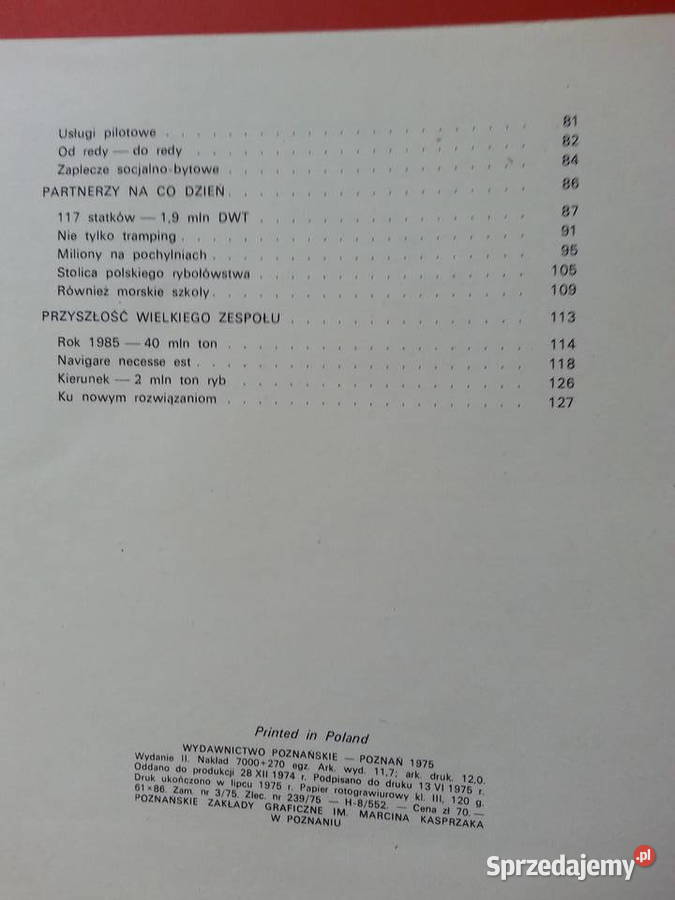 Usługi pilotowe . . . . . . . . . . . . . . . . . . . 81
Od redy — do redy . . . . . . . . . . . . . . . . . . 82
Zaplecze socjalno-bytowe . . . . . . . . . . . . . . . . 84
PARTNERZY NA CO DZIEŃ . . . . . . . . . . . . . . . . 86
117 statków — 1,9 mln DWT . . . . . . . . . . . . . . 87
Nie tylko tramping . . . . . . . . . . . . . . . . . . 91
Miliony na pochylniach . . . . . . . . . . . . . . . . 95
Stolica polskiego rybołówstwa . . . . . . . . . . . . . . 105
Również morskie szkoły . . . . . . . . . . . . . . . . 109
PRZYSZŁOŚĆ WIELKIEGO ZESPOŁU . . . . . . . . . . . . . 113
Rok 1985 — 40 mln ton . . . . . . . . . . . . . . . . 114
Navigare necesse est . . . . . . . . . . . . . . . . . 118
Kierunek — 2 mln ton ryb . . . . . . . . . . . . . . . 126
Ku nowym rozwiązaniom . . . . . . . . . . . . . . . . 127
Printed in Poland
WYDAWNICTWO POZNAŃSKIE — POZNAŃ 1975
Wydanie II. Nakład 7000+270 egz. Ark. wyd. 11,7; ark. druk. 12,0.
Oddano do produkcji 28 XII 1974 r. Podpisano do druku 13 VI 1975 r.
Druk ukończono w lipcu 1975 r. Papier rotograwiurowy kl. III, 120 g.
61×86. Zam. nr 3/75. Zlec. nr 239/75 — H-8/552. — Cena zł 70.—
POZNAŃSKIE ZAKŁADY GRAFICZNE IM. MARCINA KASPRZAKA
W POZNANIU
Sprzedajemy.pl